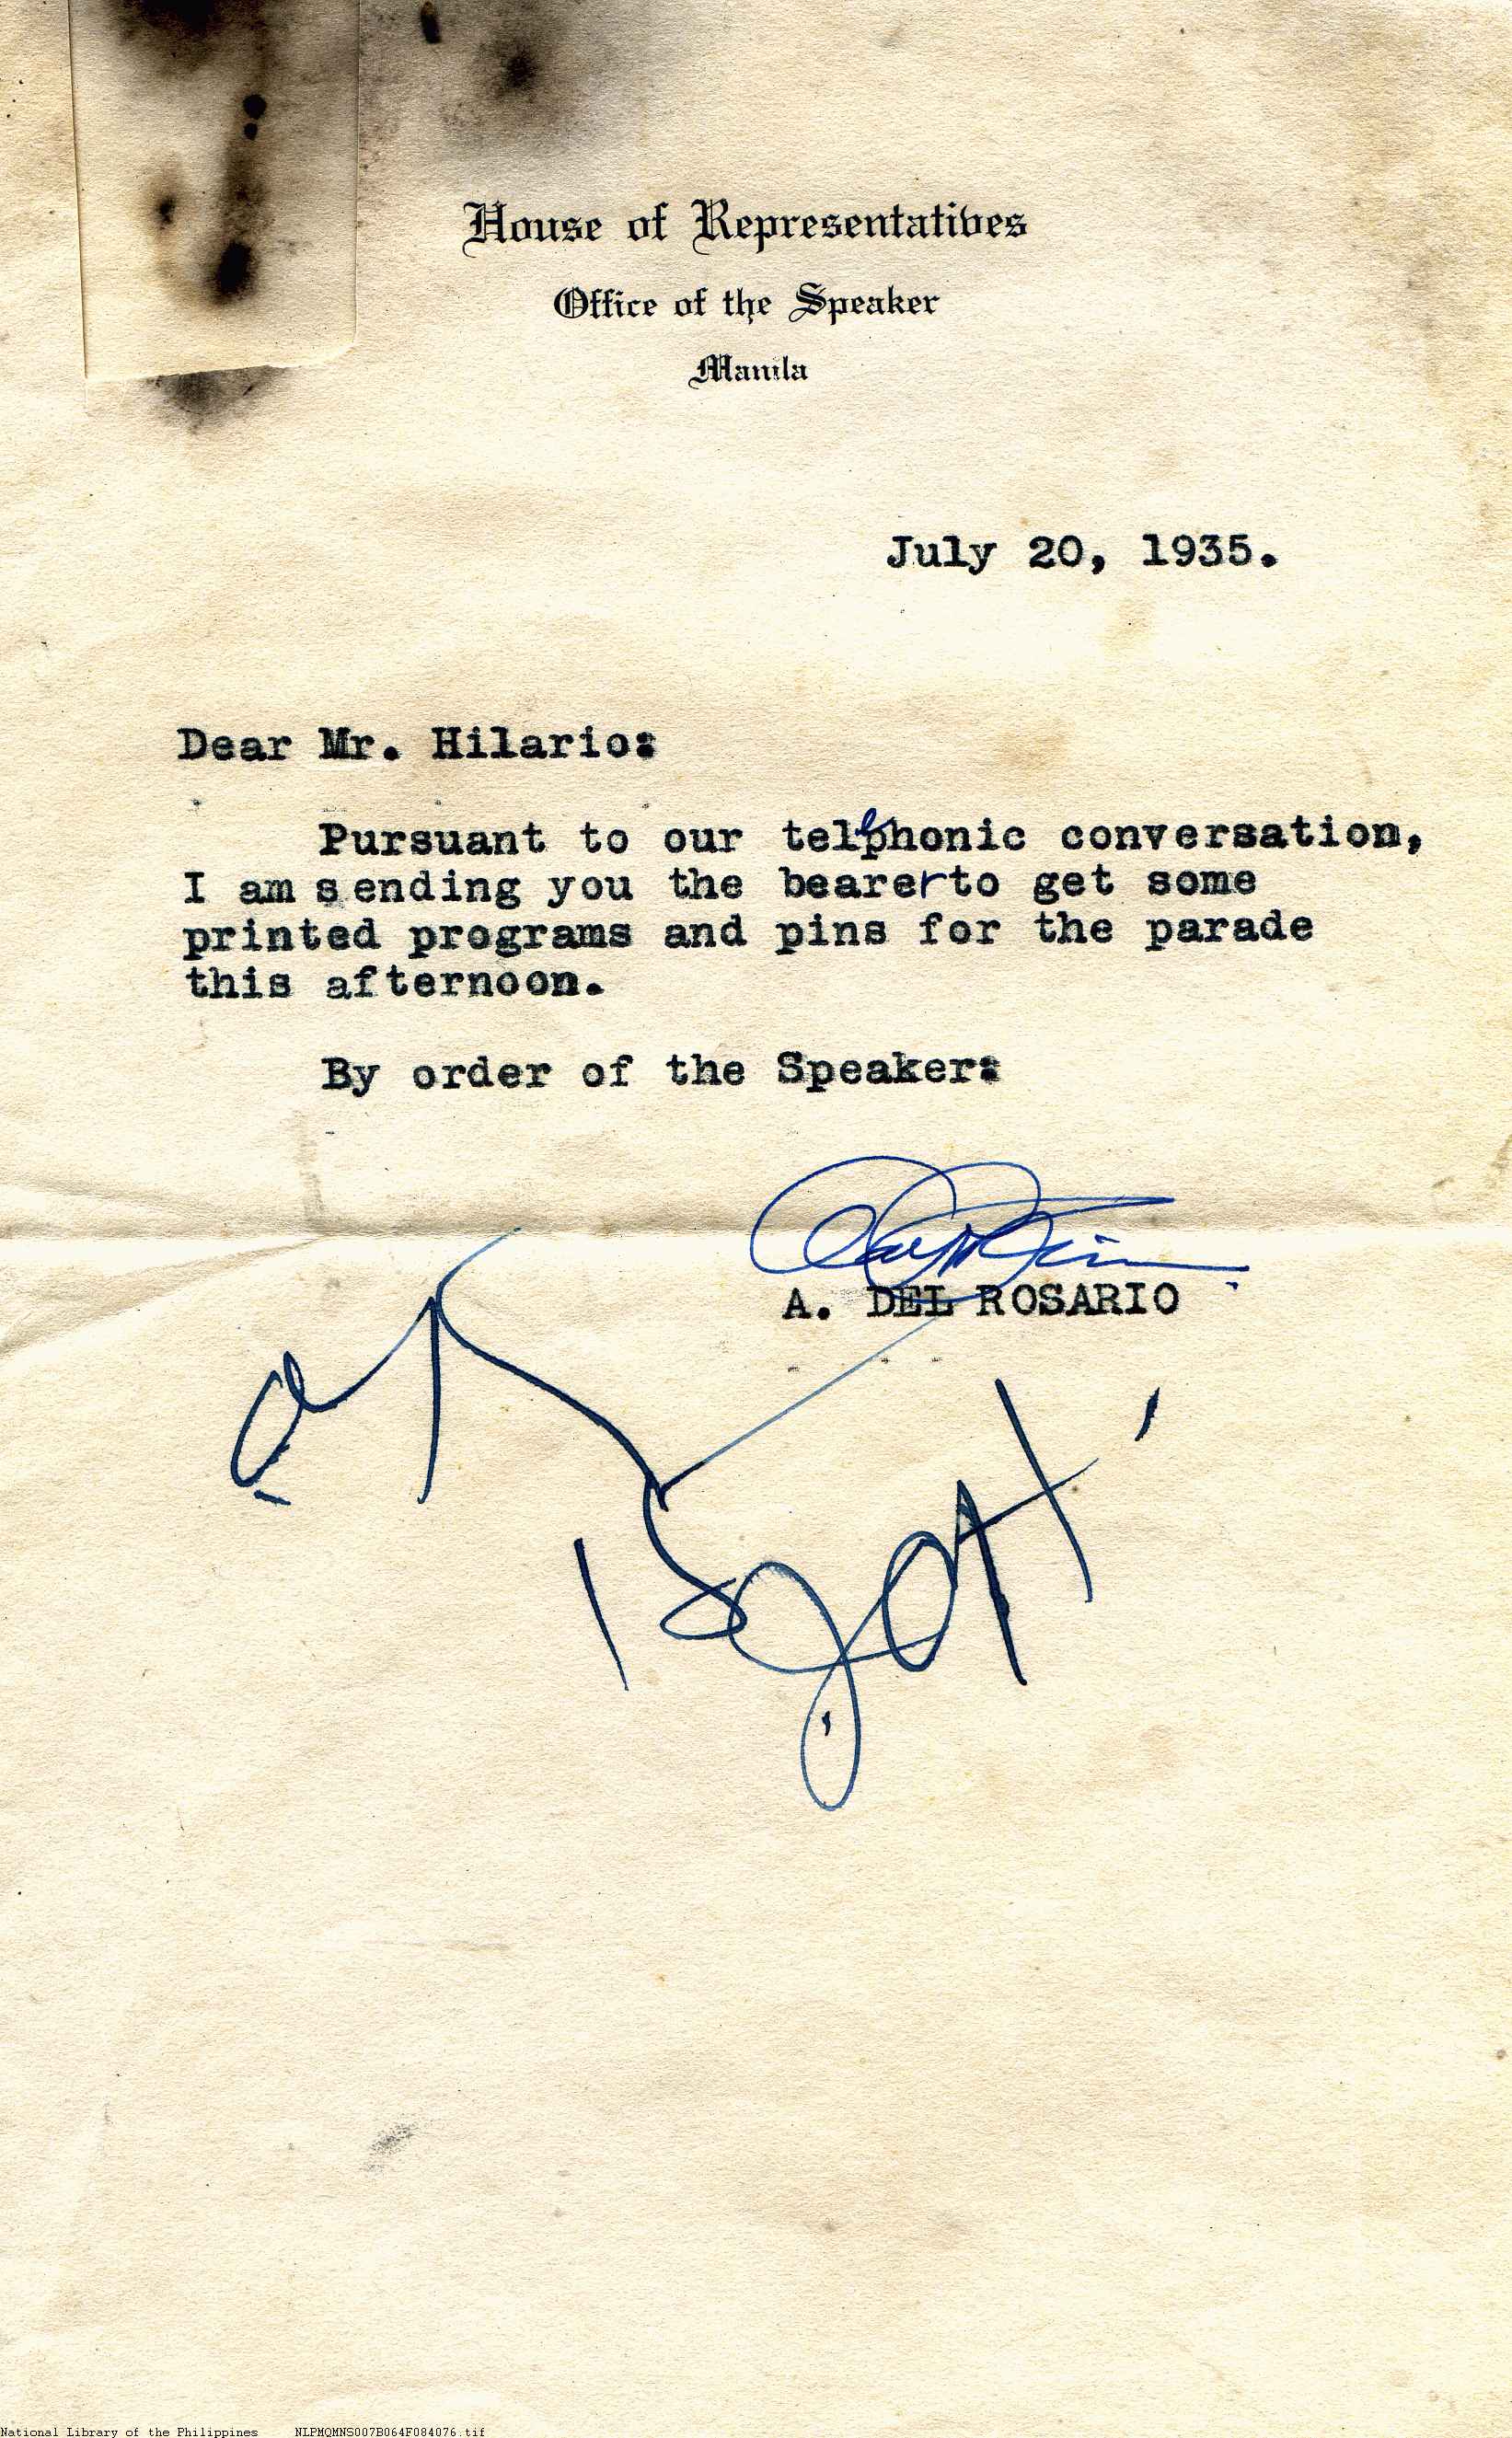 House of Representatives
Office of the Speaker
Manila
July 20, 1935.
Dear Mr. Hilario:
Pursuant to our telephonic conversation,
I am sending you the bearer to get some
printed programs and pins for the parade
this afternoon.
By order of the Speaker:
A. DEL ROSARIO
National Library of the Philippines NLPMQMNS007B064F084076.tif